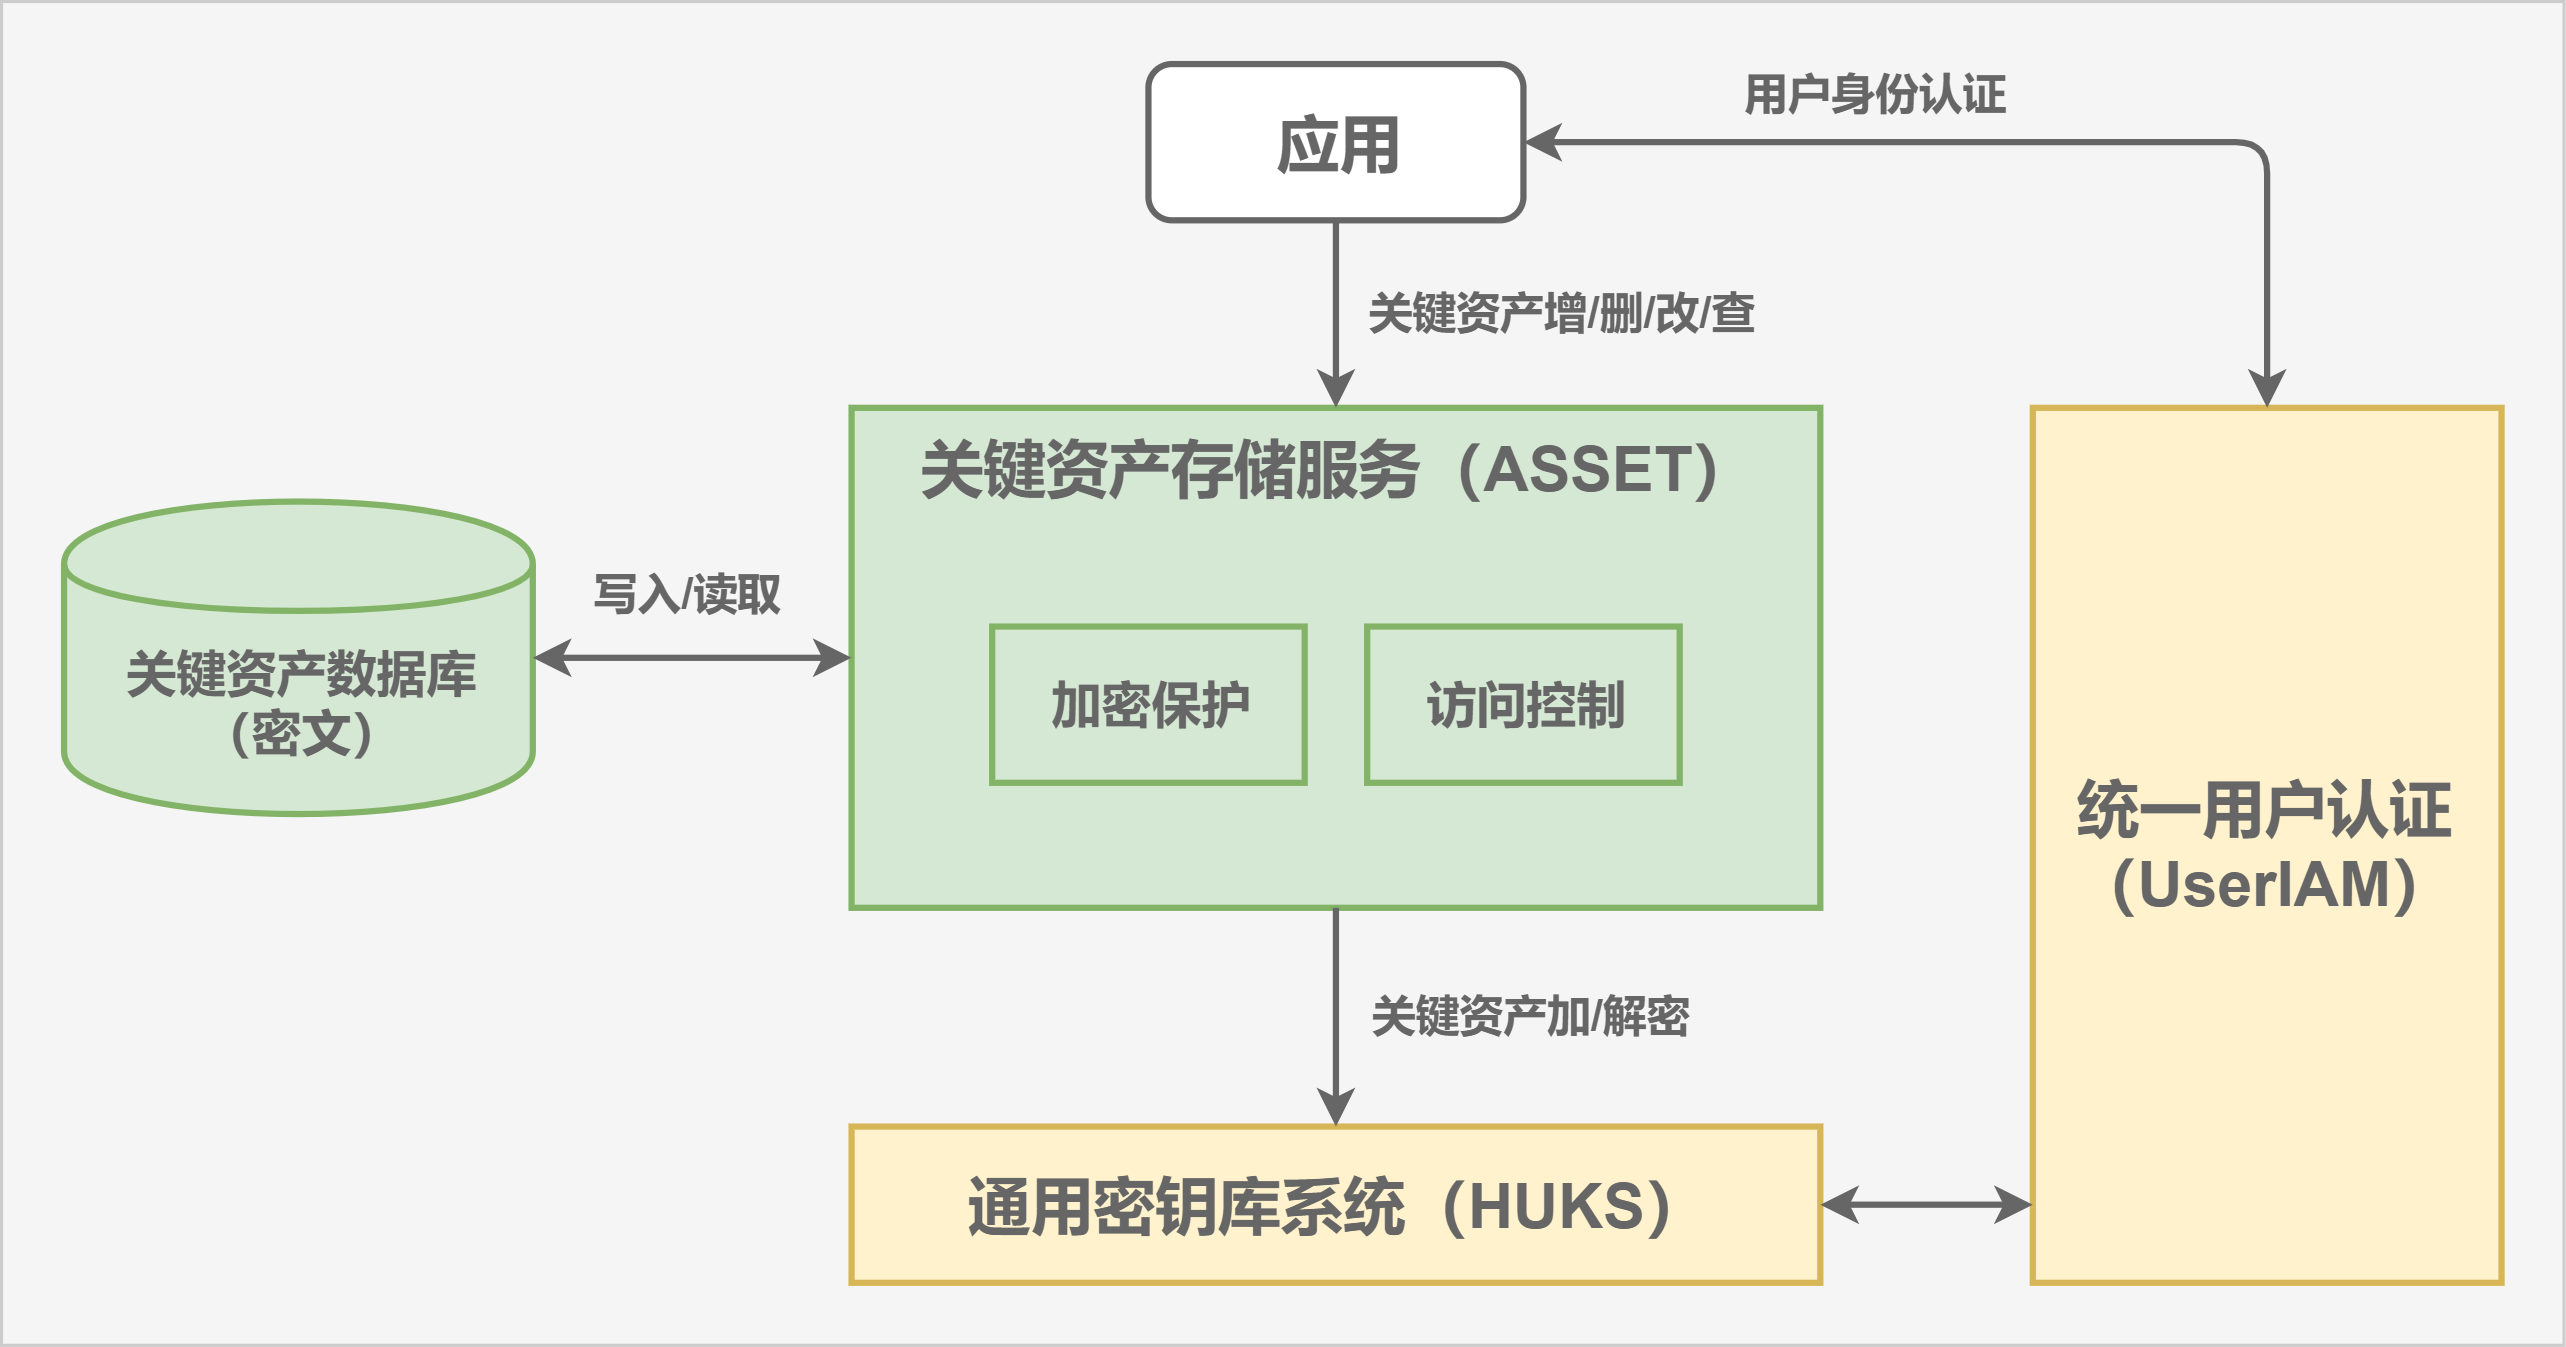 用户身份认证
应用
关键资产增/删/改/查
关键资产存储服务（ASSET）
写入/读取
关键资产数据库
（密文）
加密保护
访问控制
统一用户认证
（UserIAM）
关键资产加/解密
通用密钥库系统（HUKS）